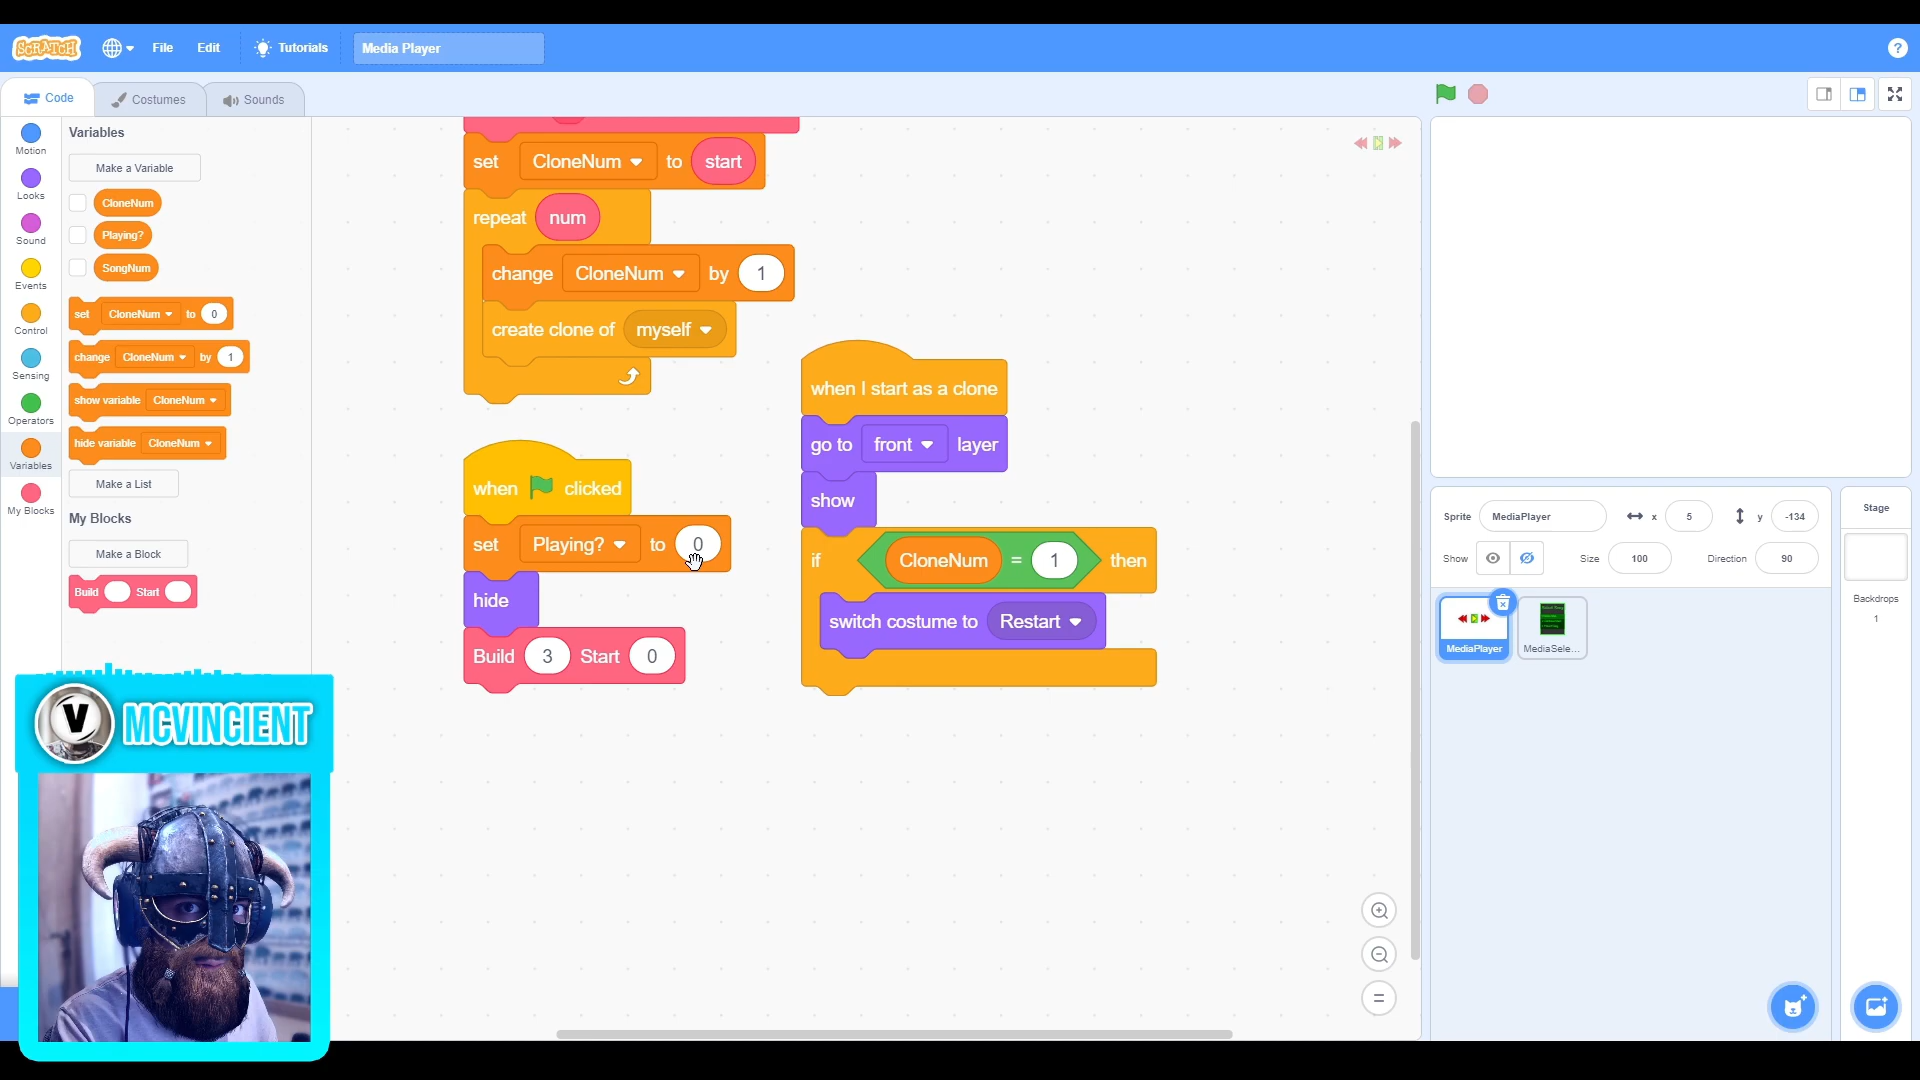 SCRATCH
File
Edit
Tutorials
Media Player
?
Code
Costumes
Sounds
Motion
Looks
Sound
Events
Control
Sensing
Operators
Variables
My Blocks
Variables
Make a Variable
CloneNum
Playing?
SongNum
set CloneNum to 0
change CloneNum by 1
show variable CloneNum
hide variable CloneNum
Make a List
My Blocks
Make a Block
Build Start
set CloneNum to start
repeat num
change CloneNum by 1
create clone of myself
when clicked
set Playing? to 0
hide
Build 3 Start 0
when I start as a clone
go to front layer
show
if CloneNum = 1 then
switch costume to Restart
Sprite MediaPlayer x 5 y -134
Show Size 100 Direction 90
MediaPlayer
MediaSele...
Stage
Backdrops
1
V MCVINCIENT